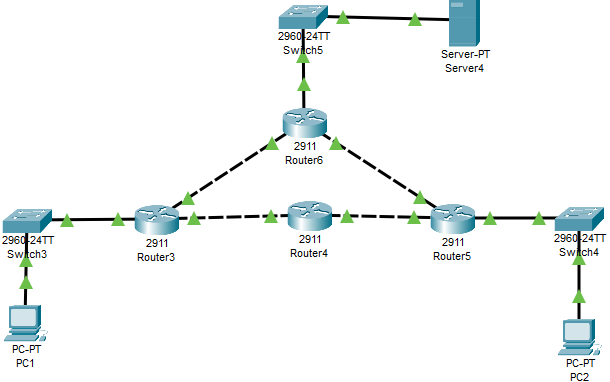 2960-24TT
Switch5
Server-PT
Server4
2911
Router6
2960-24TT
Switch3
2911
Router3
2911
Router4
2911
Router5
2960-24TT
Switch4
PC-PT
PC1
PC-PT
PC2